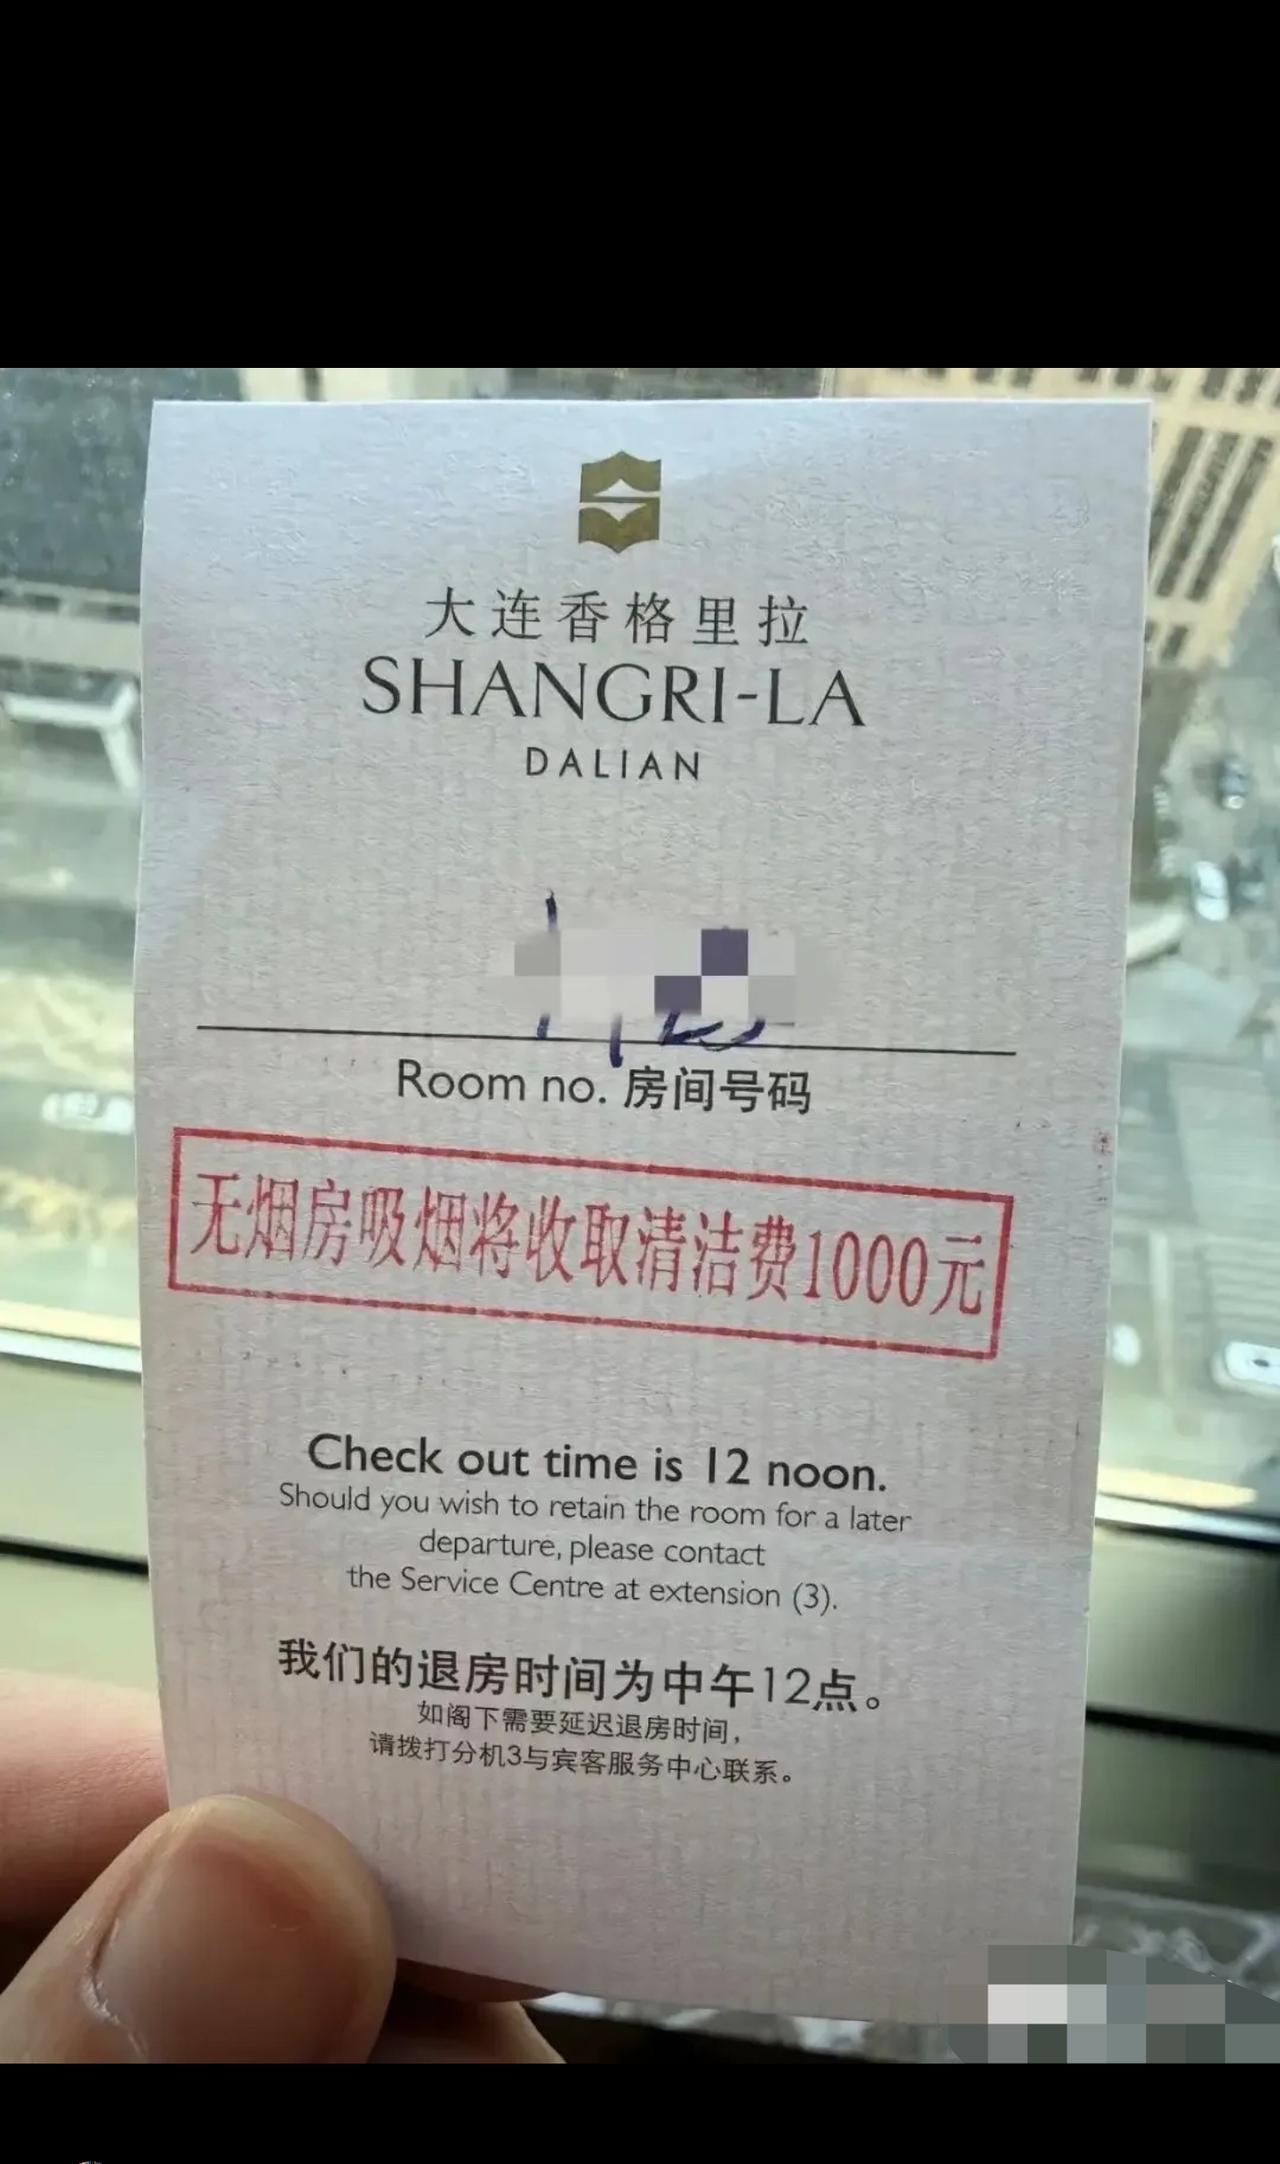 大连香格里拉
SHANGRI-LA
DALIAN
Room no. 房间号码
无烟房吸烟将收取清洁费1000元
Check out time is 12 noon.
Should you wish to retain the room for a later
departure, please contact
the Service Centre at extension (3).
我们的退房时间为中午12点。
如阁下需要延迟退房时间，
请拨打分机3与宾客服务中心联系。